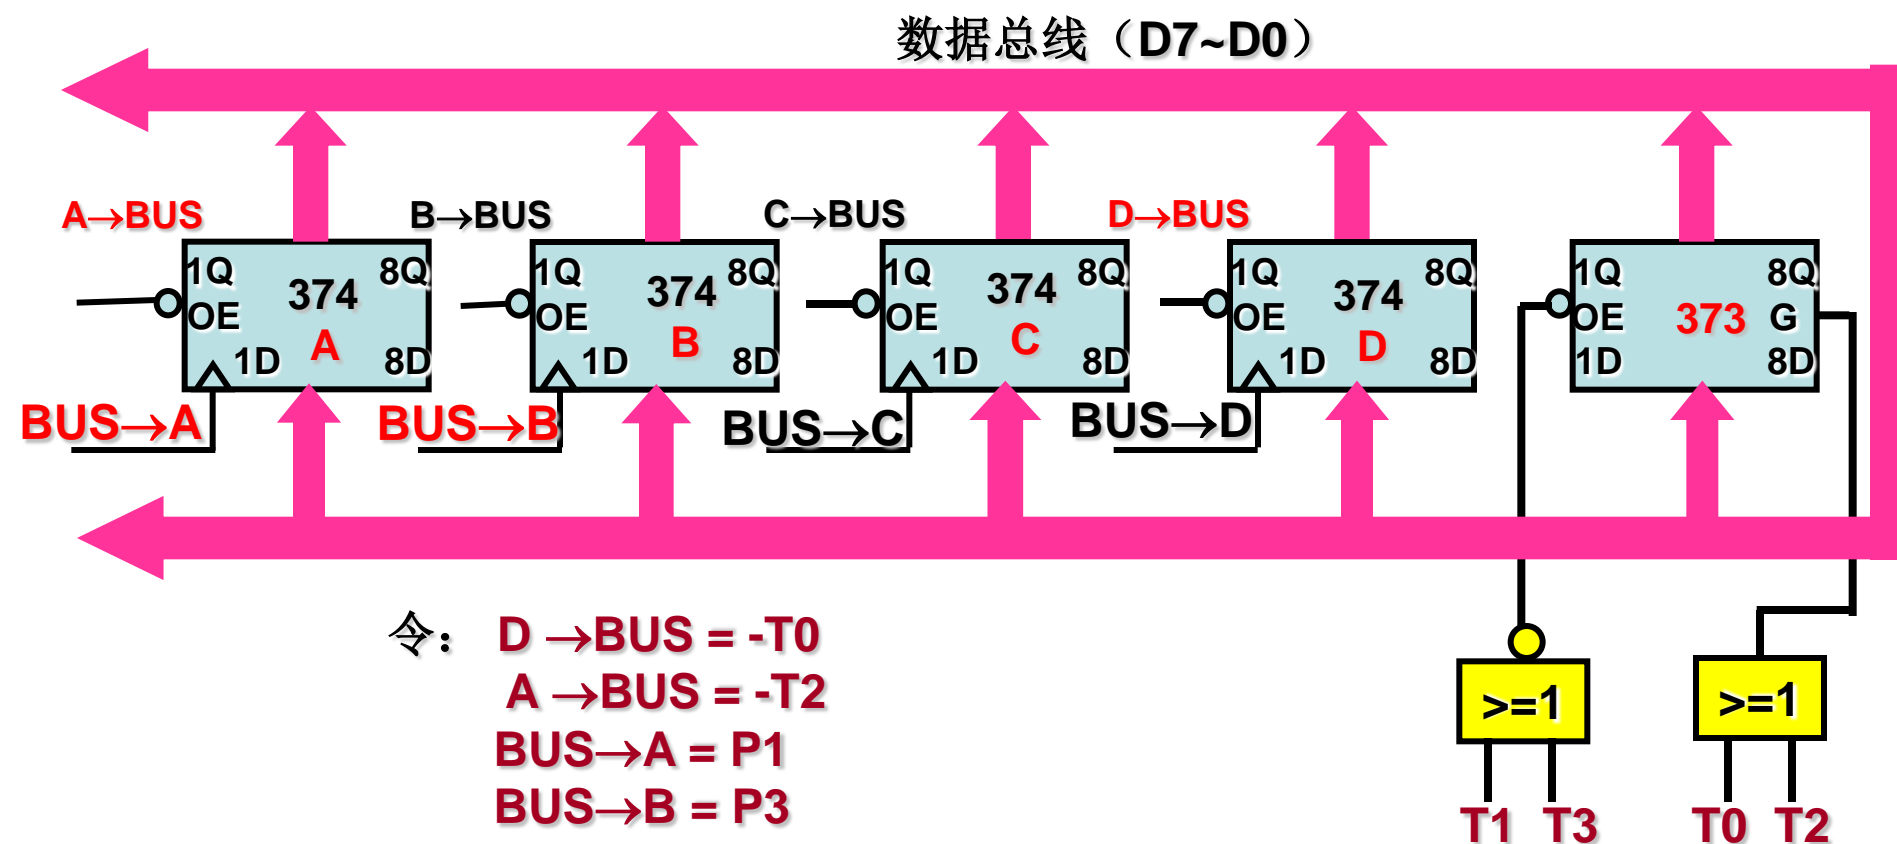 数据总线（D7~D0）
A→BUS B→BUS C→BUS D→BUS
1Q 8Q 1Q 8Q 1Q 8Q 1Q 8Q 1Q 8Q
374 374 374 374
OE OE OE OE OE 373 G
A B C D
1D 8D 1D 8D 1D 8D 1D 8D 1D 8D
BUS→A BUS→B BUS→C BUS→D
令： D →BUS = -T0
A →BUS = -T2
BUS→A = P1
BUS→B = P3
>=1 >=1
T1 T3 T0 T2